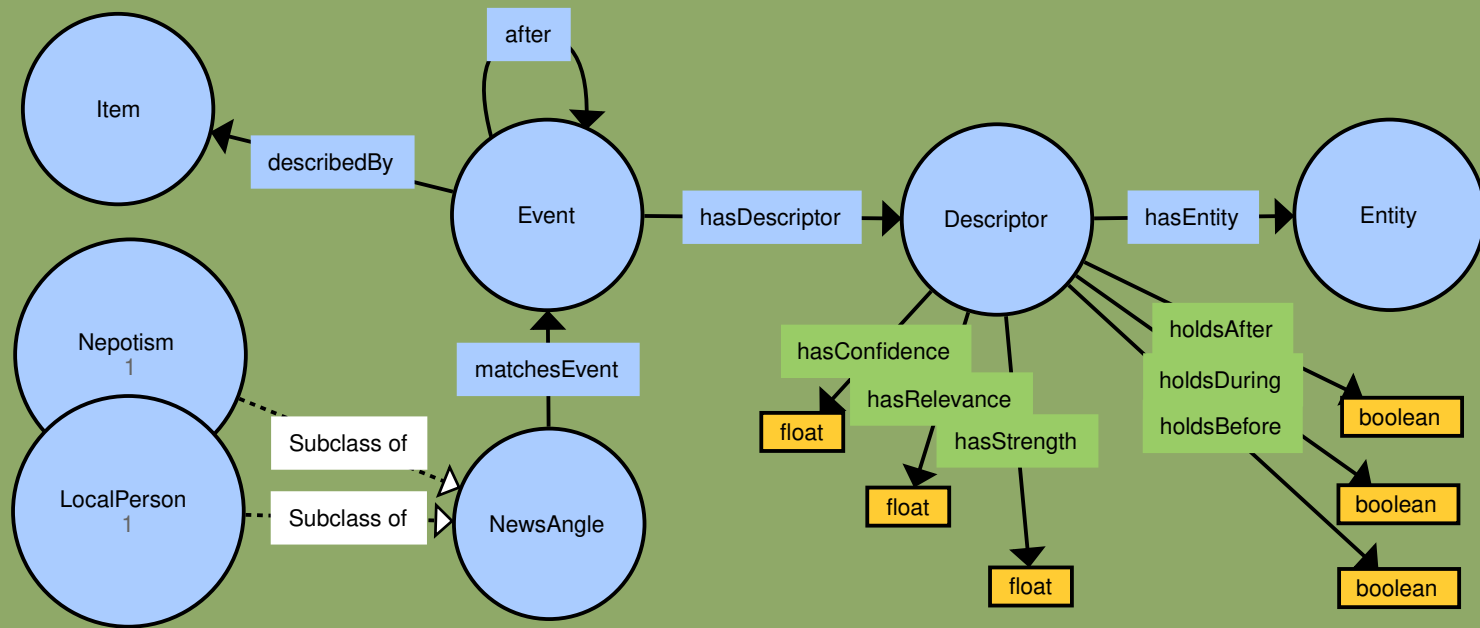 after
Item
describedBy
Event
hasDescriptor
Descriptor
hasEntity
Entity
Nepotism
1
matchesEvent
hasConfidence
holdsAfter
hasRelevance
holdsDuring
float
boolean
Subclass of
hasStrength
holdsBefore
LocalPerson
1
Subclass of
NewsAngle
float
boolean
float
boolean